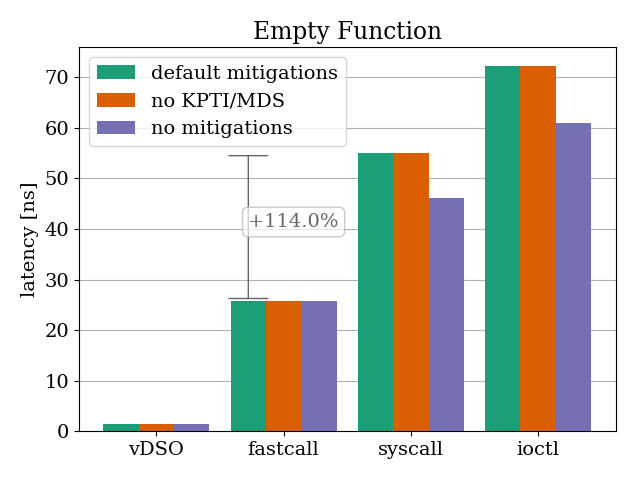 Empty Function
default mitigations
no KPTI/MDS
no mitigations
+114.0%
latency [ns]
70
60
50
40
30
20
10
0
vDSO fastcall syscall ioctl